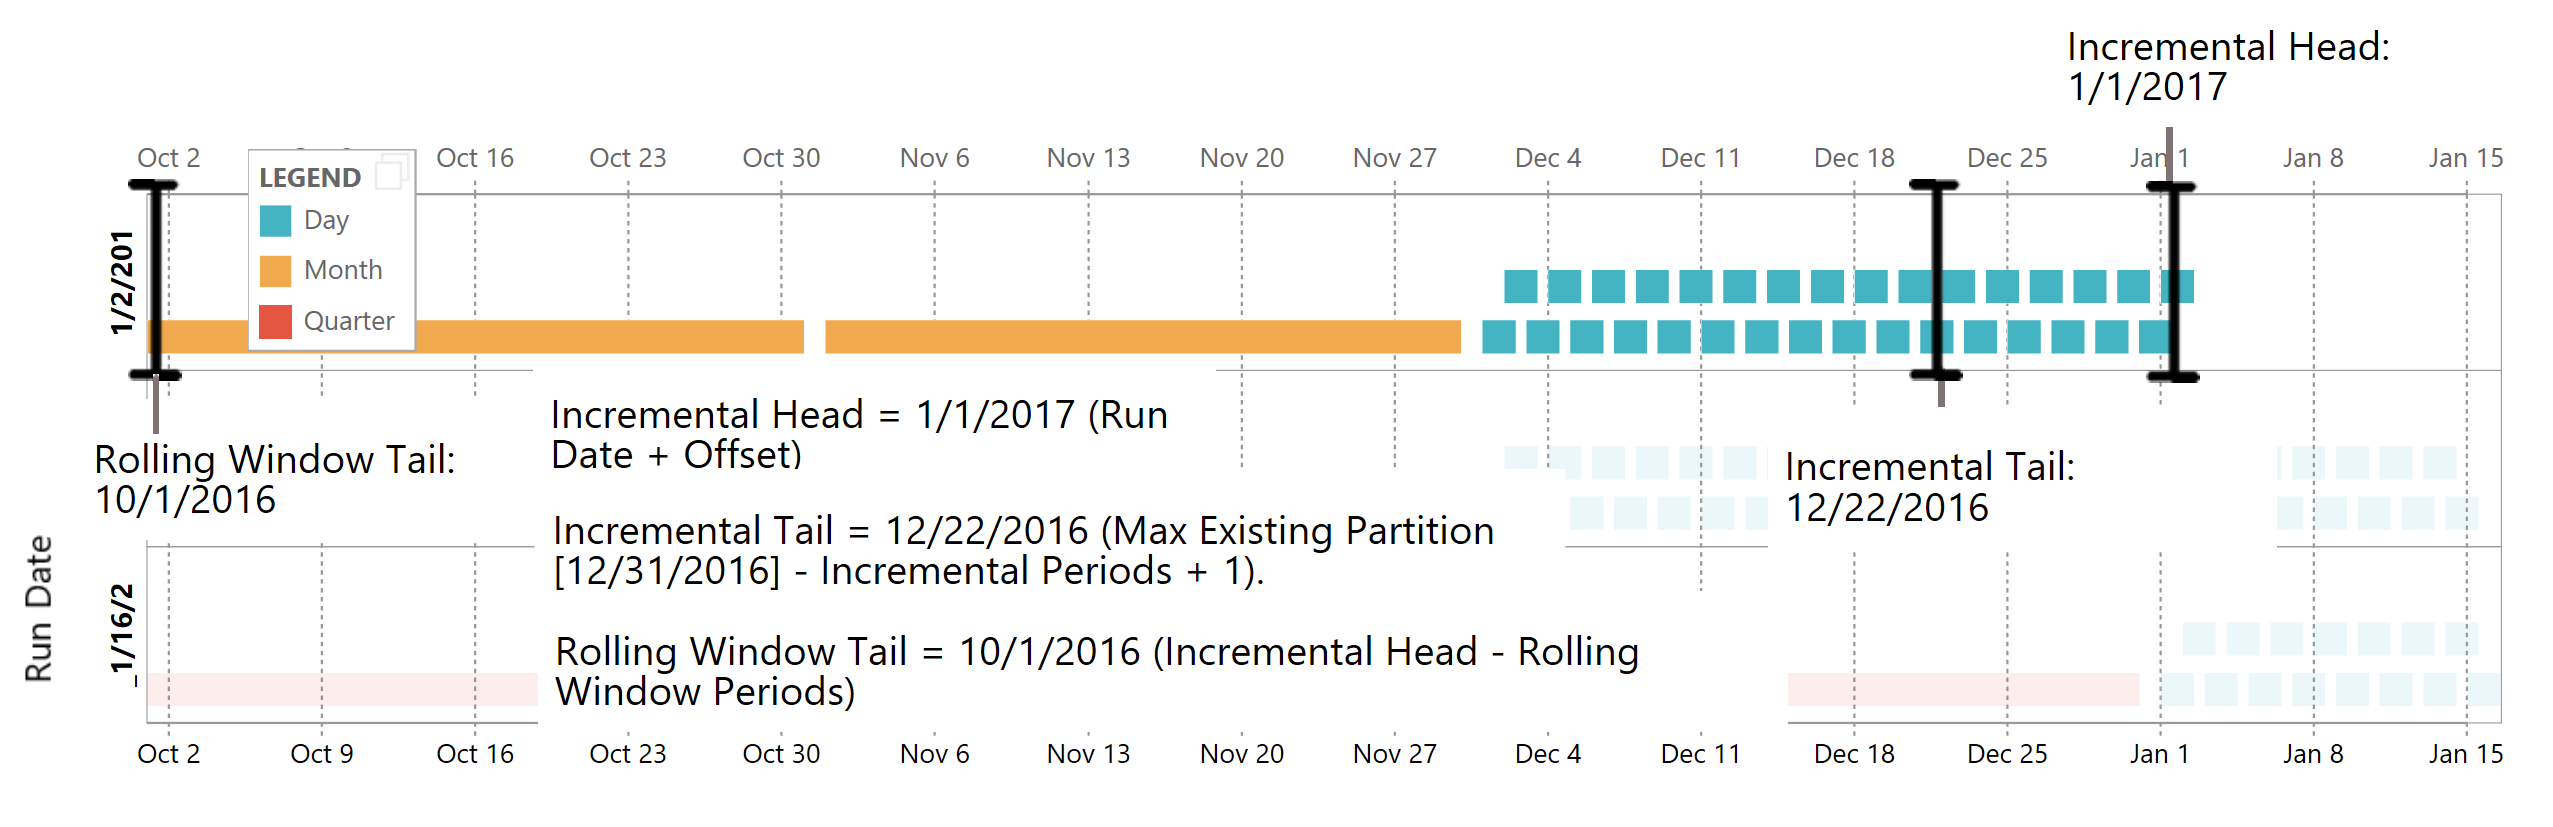 Incremental Head:
1/1/2017
Oct 2
Oct 16
Oct 23
Oct 30
Nov 6
Nov 13
Nov 20
Nov 27
Dec 4
Dec 11
Dec 18
Dec 25
Jan 1
Jan 8
Jan 15
LEGEND
Day
Month
Quarter
1/2/201
Incremental Head = 1/1/2017 (Run
Date + Offset)
Rolling Window Tail:
10/1/2016
Incremental Tail:
12/22/2016
Incremental Tail = 12/22/2016 (Max Existing Partition
[12/31/2016] - Incremental Periods + 1).
Run Date
_1/16/2
Rolling Window Tail = 10/1/2016 (Incremental Head - Rolling
Window Periods)
Oct 2
Oct 9
Oct 16
Oct 23
Oct 30
Nov 6
Nov 13
Nov 20
Nov 27
Dec 4
Dec 11
Dec 18
Dec 25
Jan 1
Jan 8
Jan 15